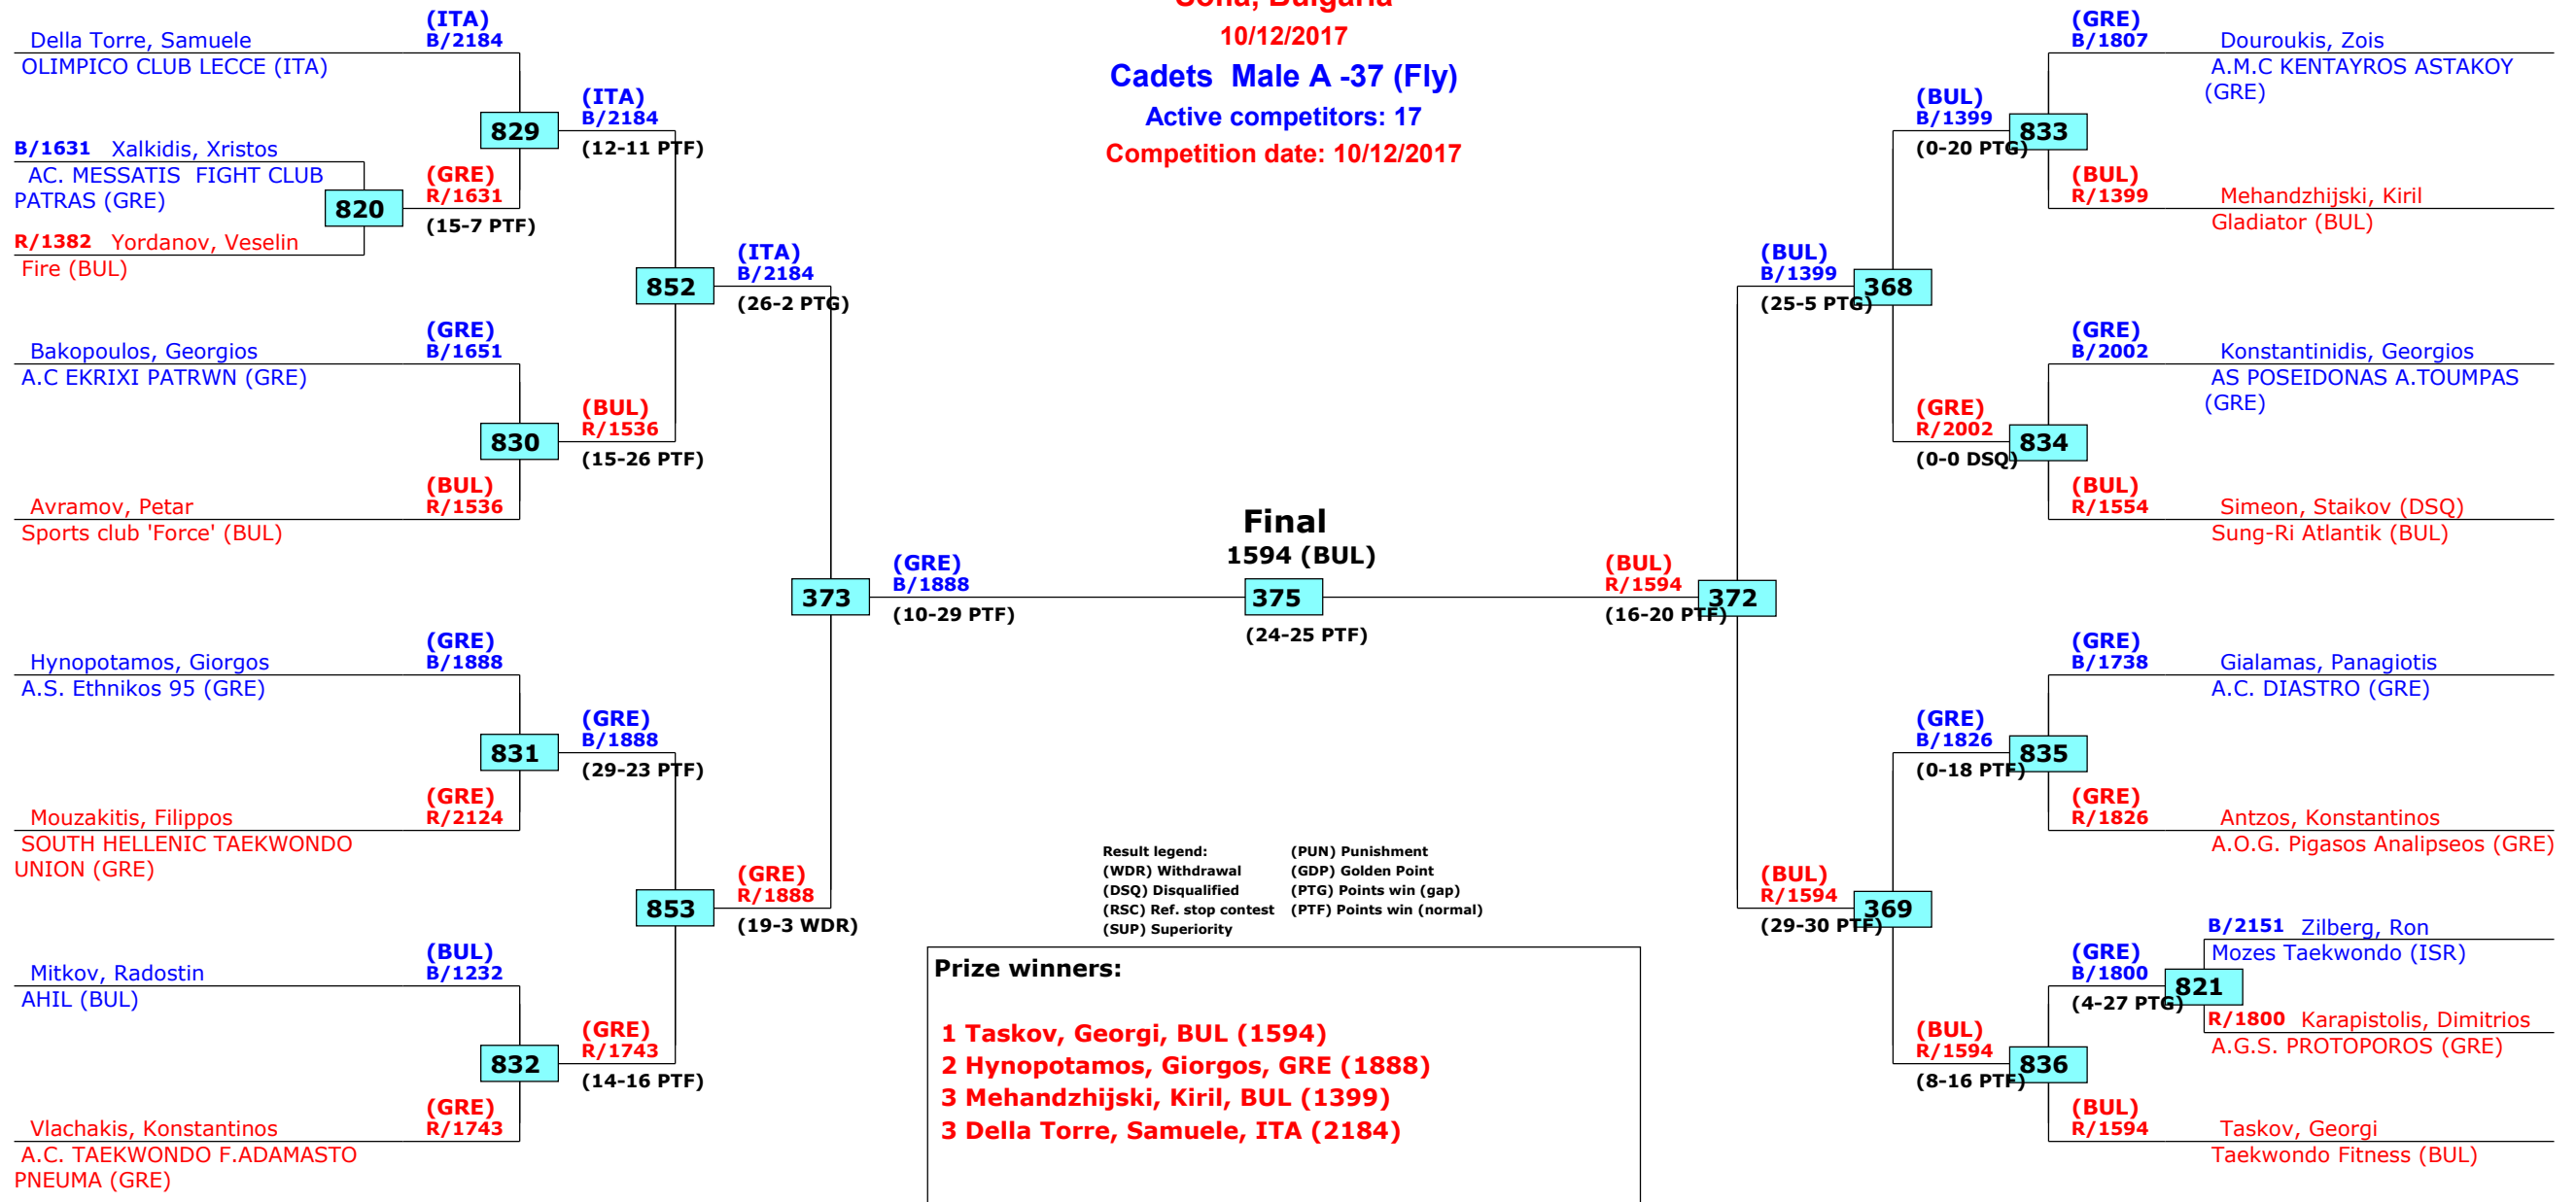 Sofia, Bulgaria
10/12/2017
Cadets  Male A -37 (Fly)
Active competitors: 17
Competition date: 10/12/2017
(ITA)
Della Torre, Samuele B/2184
OLIMPICO CLUB LECCE (ITA)
(ITA)
829 B/2184
(12-11 PTF)
B/1631 Xalkidis, Xristos
AC. MESSATIS  FIGHT CLUB
PATRAS (GRE)
820
(GRE)
R/1631
(15-7 PTF)
R/1382 Yordanov, Veselin
Fire (BUL)
(ITA)
852 B/2184
(26-2 PTG)
(GRE)
Bakopoulos, Georgios B/1651
A.C EKRIXI PATRWN (GRE)
(BUL)
830 R/1536
(15-26 PTF)
(BUL)
Avramov, Petar R/1536
Sports club 'Force' (BUL)
373
(GRE)
B/1888
(10-29 PTF)
(GRE)
Hynopotamos, Giorgos B/1888
A.S. Ethnikos 95 (GRE)
(GRE)
831 B/1888
(29-23 PTF)
(GRE)
Mouzakitis, Filippos R/2124
SOUTH HELLENIC TAEKWONDO
UNION (GRE)
(GRE)
853 R/1888
(19-3 WDR)
(BUL)
Mitkov, Radostin B/1232
AHIL (BUL)
(GRE)
832 R/1743
(14-16 PTF)
(GRE)
Vlachakis, Konstantinos R/1743
A.C. TAEKWONDO F.ADAMASTO
PNEUMA (GRE)
Final
1594 (BUL)
375
(24-25 PTF)
(BUL)
R/1594 372
(16-20 PTF)
(GRE)
B/1807 Douroukis, Zois
A.M.C KENTAYROS ASTAKOY
(GRE)
(BUL)
B/1399 833
(0-20 PTG)
(BUL)
R/1399 Mehandzhijski, Kiril
Gladiator (BUL)
(BUL)
B/1399 368
(25-5 PTG)
(GRE)
B/2002 Konstantinidis, Georgios
AS POSEIDONAS A.TOUMPAS
(GRE)
(GRE)
R/2002 834
(0-0 DSQ)
(BUL)
R/1554 Simeon, Staikov (DSQ)
Sung-Ri Atlantik (BUL)
(GRE)
B/1738 Gialamas, Panagiotis
A.C. DIASTRO (GRE)
(GRE)
B/1826 835
(0-18 PTF)
(GRE)
R/1826 Antzos, Konstantinos
A.O.G. Pigasos Analipseos (GRE)
(BUL)
R/1594 369
(29-30 PTF)
B/2151 Zilberg, Ron
Mozes Taekwondo (ISR)
(GRE)
B/1800 821
(4-27 PTG)
R/1800 Karapistolis, Dimitrios
A.G.S. PROTOPOROS (GRE)
(BUL)
R/1594 836
(8-16 PTF)
(BUL)
R/1594 Taskov, Georgi
Taekwondo Fitness (BUL)
Result legend: (PUN) Punishment
(WDR) Withdrawal (GDP) Golden Point
(DSQ) Disqualified (PTG) Points win (gap)
(RSC) Ref. stop contest (PTF) Points win (normal)
(SUP) Superiority
Prize winners:
1 Taskov, Georgi, BUL (1594)
2 Hynopotamos, Giorgos, GRE (1888)
3 Mehandzhijski, Kiril, BUL (1399)
3 Della Torre, Samuele, ITA (2184)